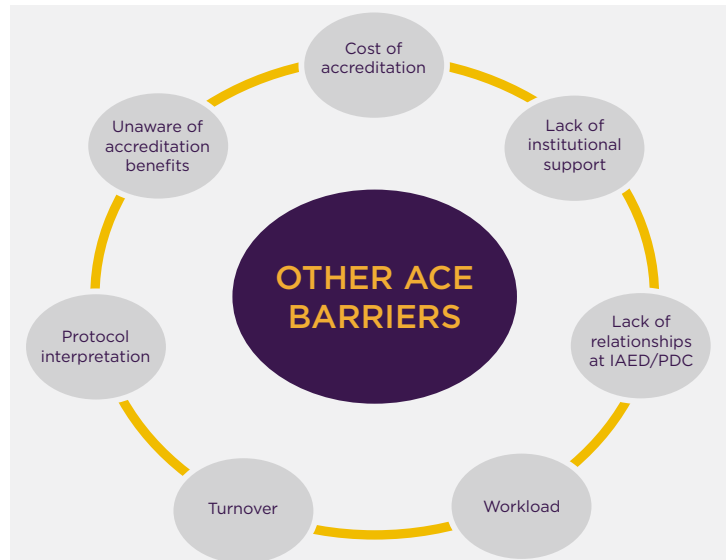 Cost of
accreditation
Lack of
institutional
support
Lack of
relationships
at IAED/PDC
Workload
Turnover
Protocol
interpretation
Unaware of
accreditation
benefits
OTHER ACE
BARRIERS